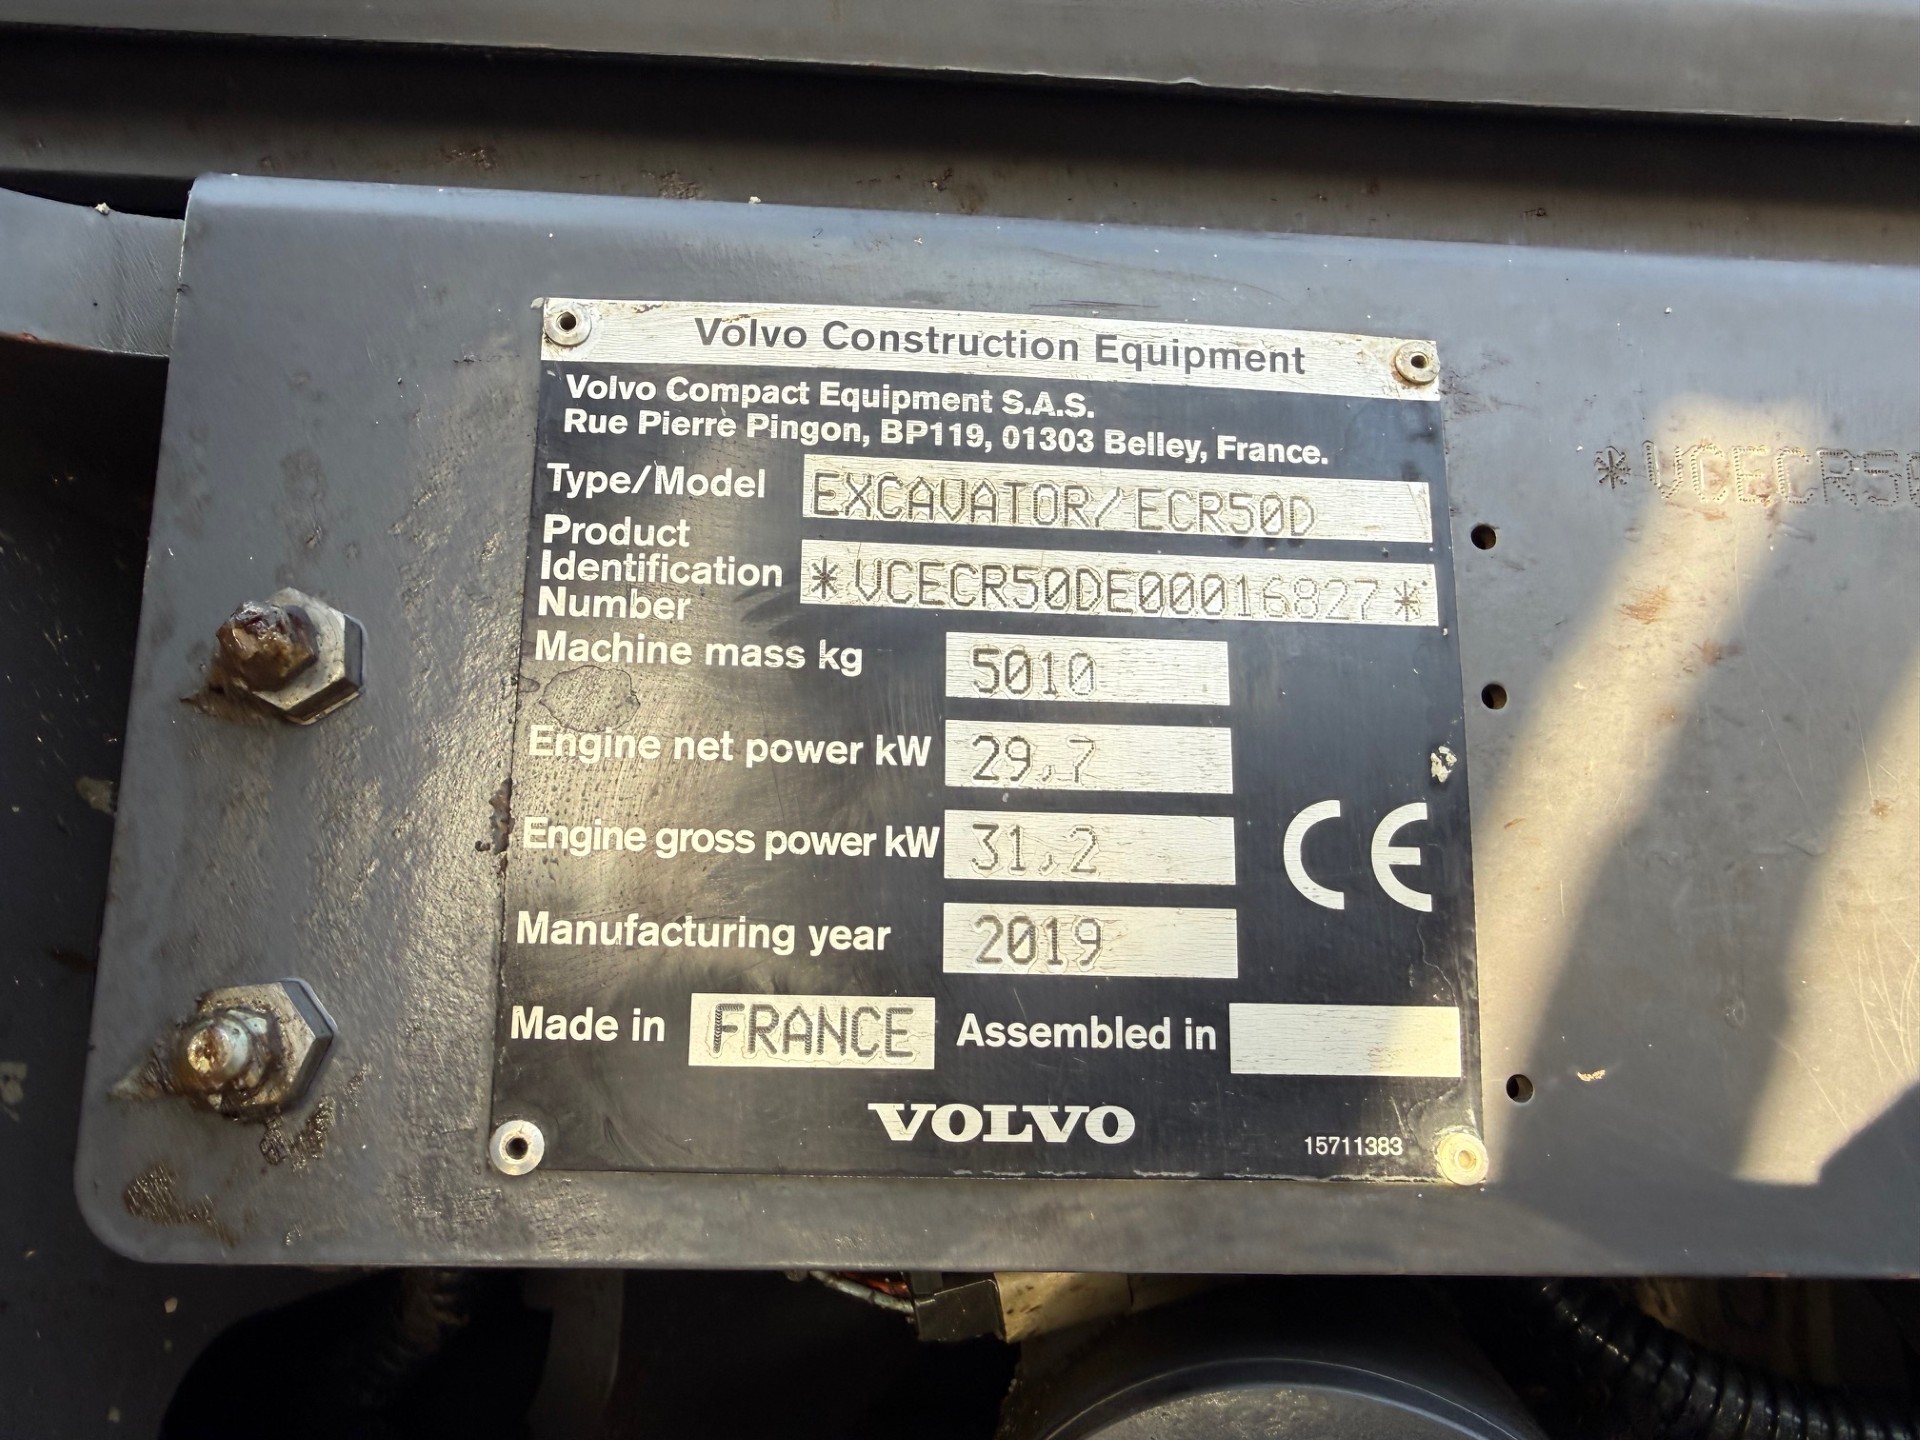 Volvo Construction Equipment
Volvo Compact Equipment S.A.S.
Rue Pierre Pingon, BP119, 01303 Belley, France.
Type/Model EXCAVATOR/ECR50D
Product Identification Number *VCECR50DE00016827*
Machine mass kg 5010
Engine net power kW 29,7
Engine gross power kW 31,2
CE
Manufacturing year 2019
Made in FRANCE Assembled in
VOLVO
15711383
*VCECR50